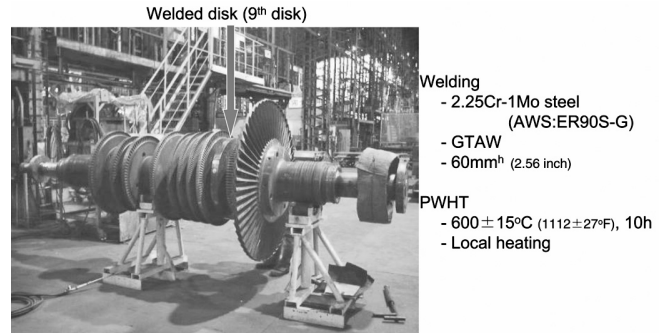 Welded disk (9th disk)
Welding
- 2.25Cr-1Mo steel
(AWS:ER90S-G)
- GTAW
- 60mmh (2.56 inch)
PWHT
- 600±15ºC (1112±27ºF), 10h
- Local heating